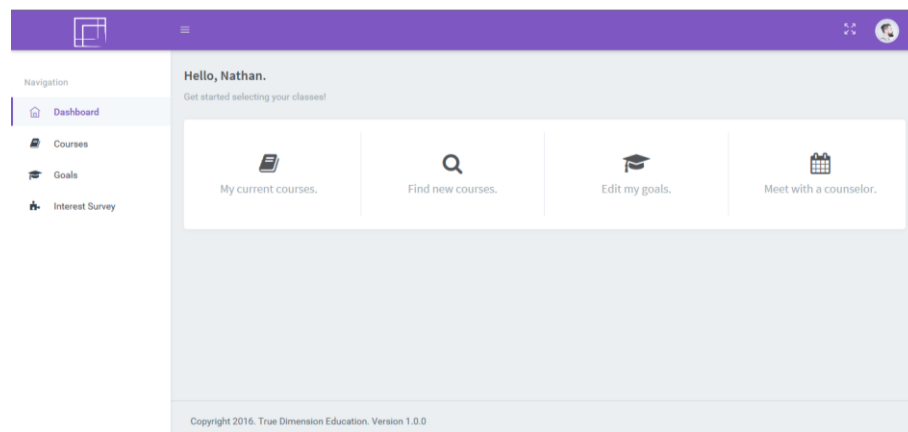 Navigation
Dashboard
Courses
Goals
Interest Survey
Hello, Nathan.
Get started selecting your classes!
My current courses.
Find new courses.
Edit my goals.
Meet with a counselor.
Copyright 2016. True Dimension Education. Version 1.0.0